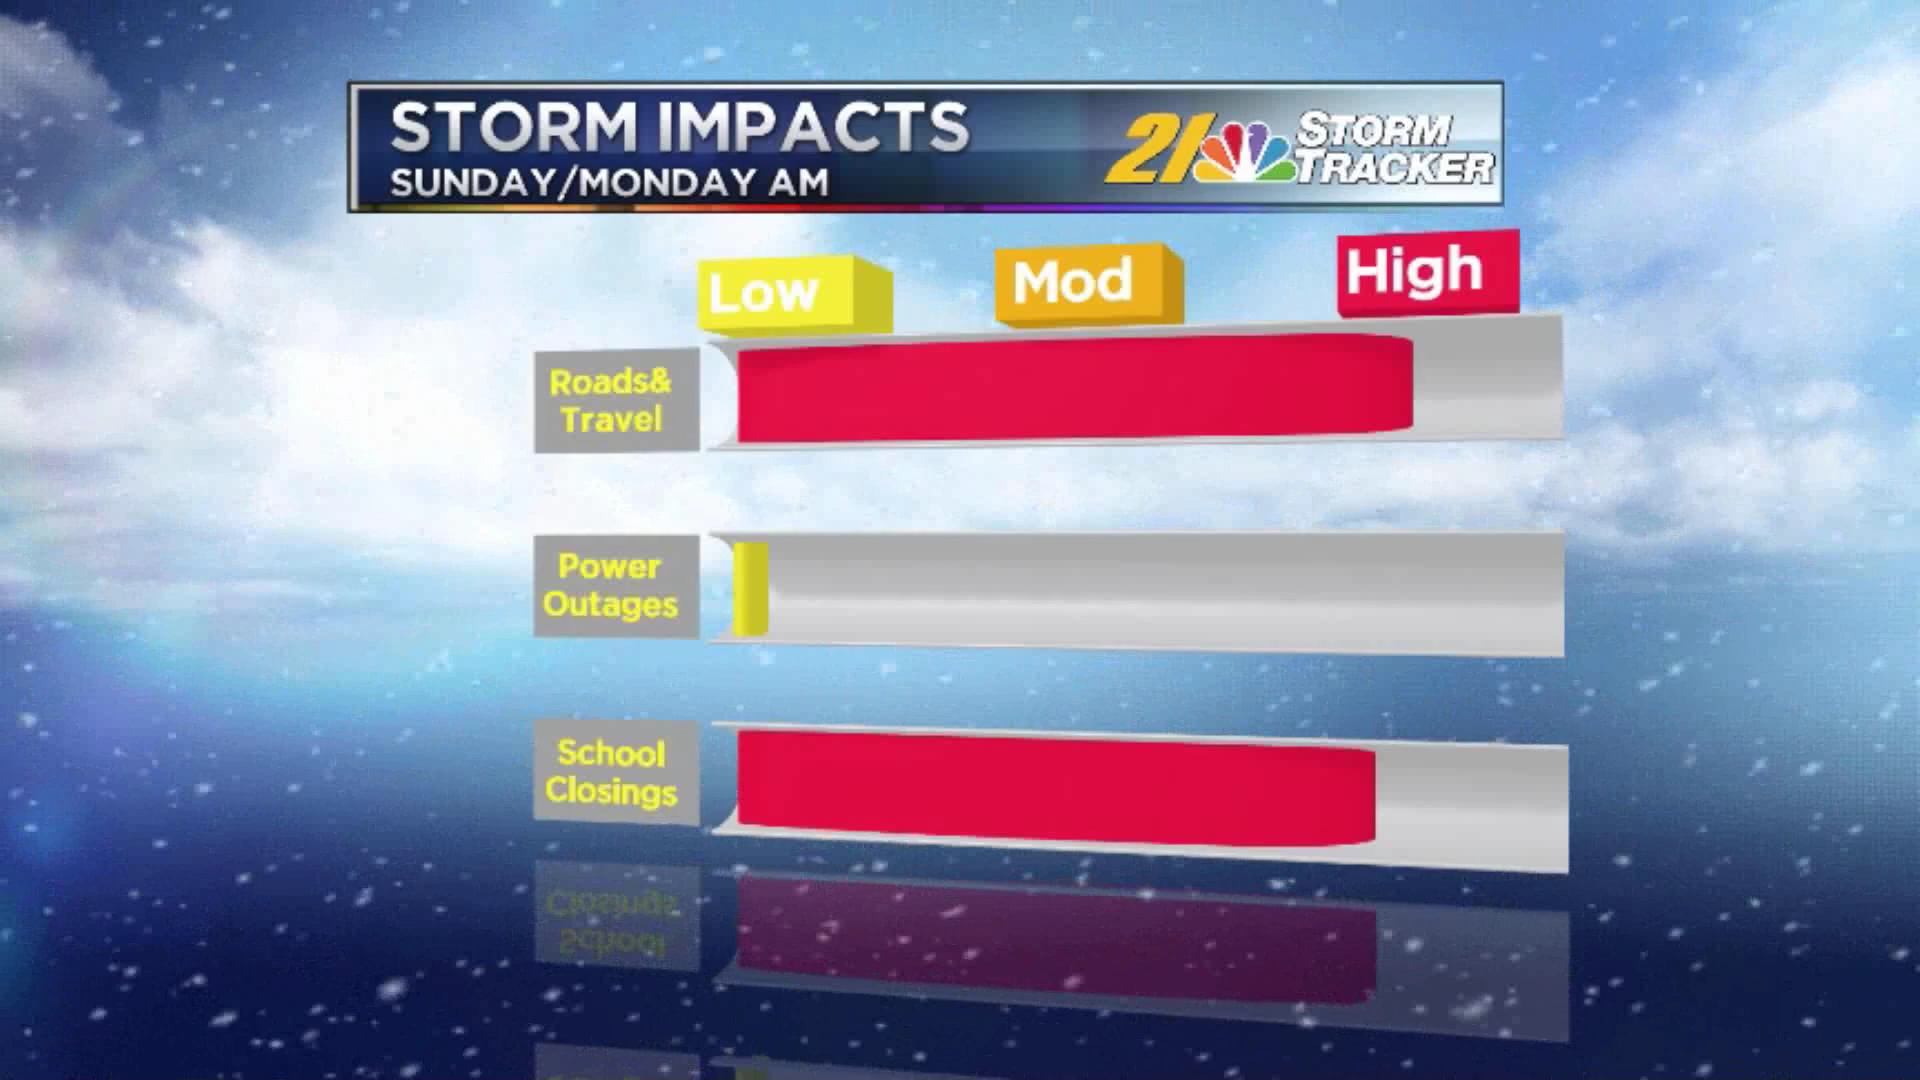 STORM IMPACTS
SUNDAY/MONDAY AM
21 STORM
TRACKER
Low Mod High
Roads&
Travel
Power
Outages
School
Closings